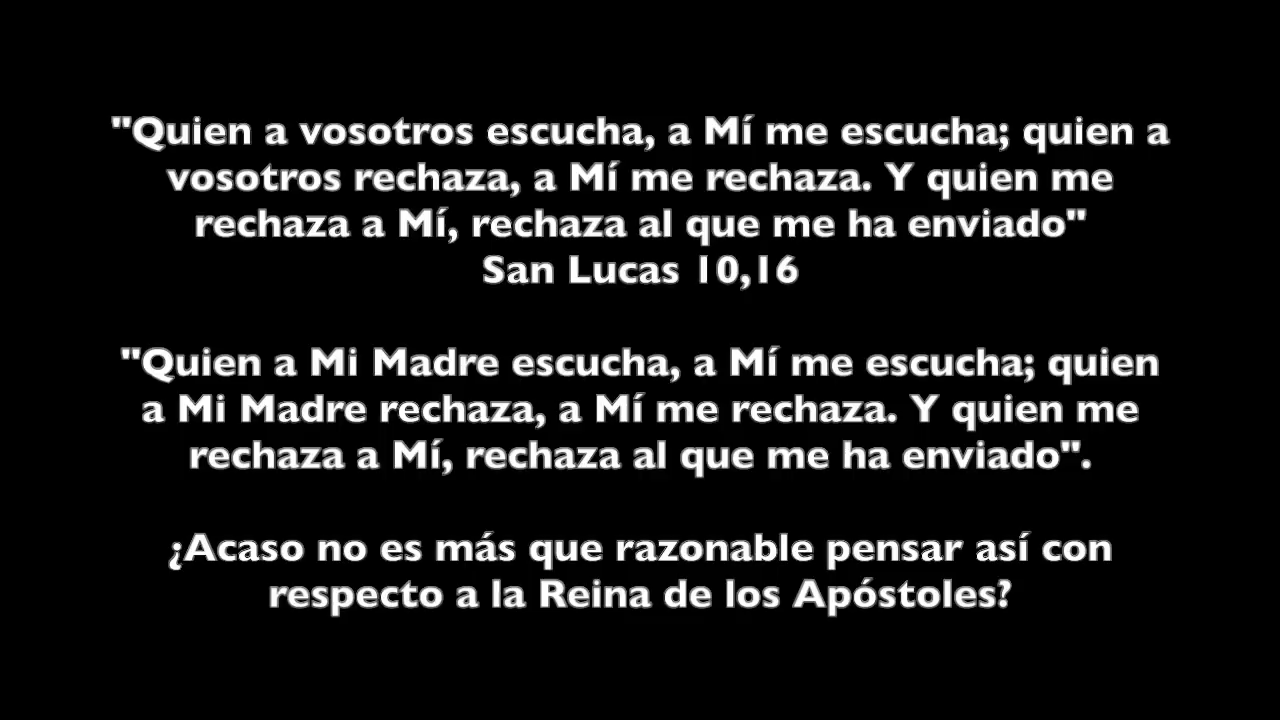 "Quien a vosotros escucha, a Mí me escucha; quien a
vosotros rechaza, a Mí me rechaza. Y quien me
rechaza a Mí, rechaza al que me ha enviado"
San Lucas 10,16
"Quien a Mi Madre escucha, a Mí me escucha; quien
a Mi Madre rechaza, a Mí me rechaza. Y quien me
rechaza a Mí, rechaza al que me ha enviado".
¿Acaso no es más que razonable pensar así con
respecto a la Reina de los Apóstoles?